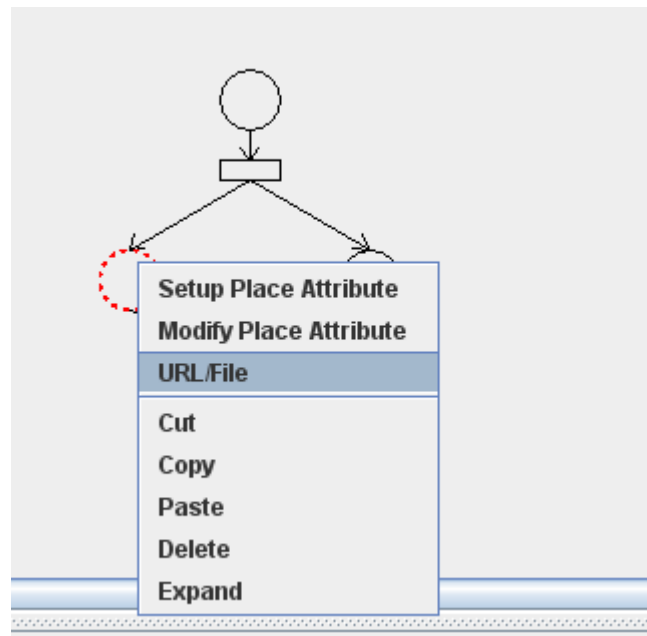 Setup Place Attribute
Modify Place Attribute
URL/File
Cut
Copy
Paste
Delete
Expand